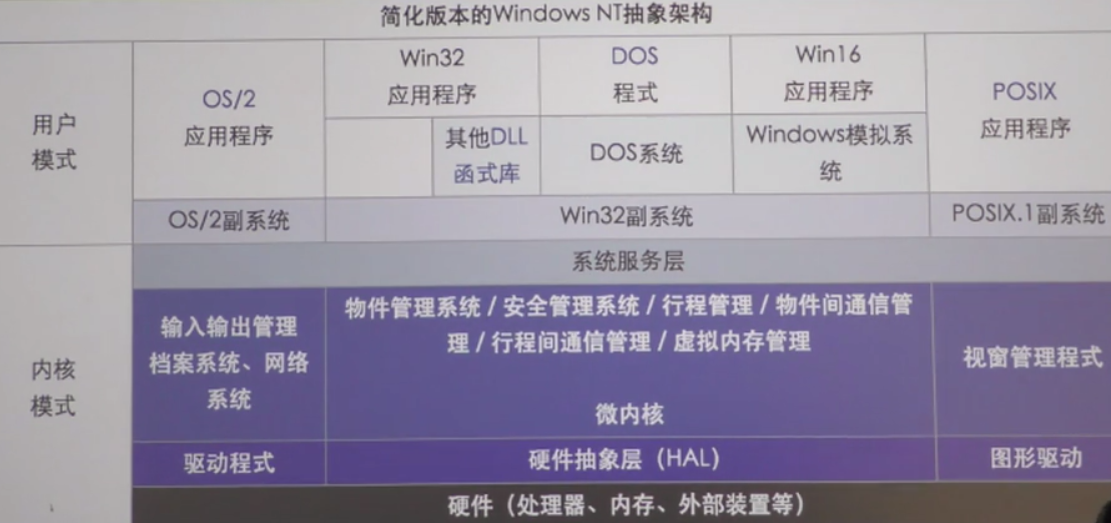 简化版本的Windows NT抽象架构
用户
模式
OS/2
应用程序
Win32
应用程序
DOS
程式
Win16
应用程序
POSIX
应用程序
其他DLL
函式库
DOS系统
Windows模拟系
统
OS/2副系统
Win32副系统
POSIX.1副系统
内核
模式
系统服务层
输入输出管理
档案系统、网络
系统
物件管理系统 / 安全管理系统 / 行程管理 / 物件间通信管
理 / 行程间通信管理 / 虚拟内存管理
微内核
视窗管理程式
驱动程式
硬件抽象层（HAL）
图形驱动
硬件（处理器、内存、外部装置等）